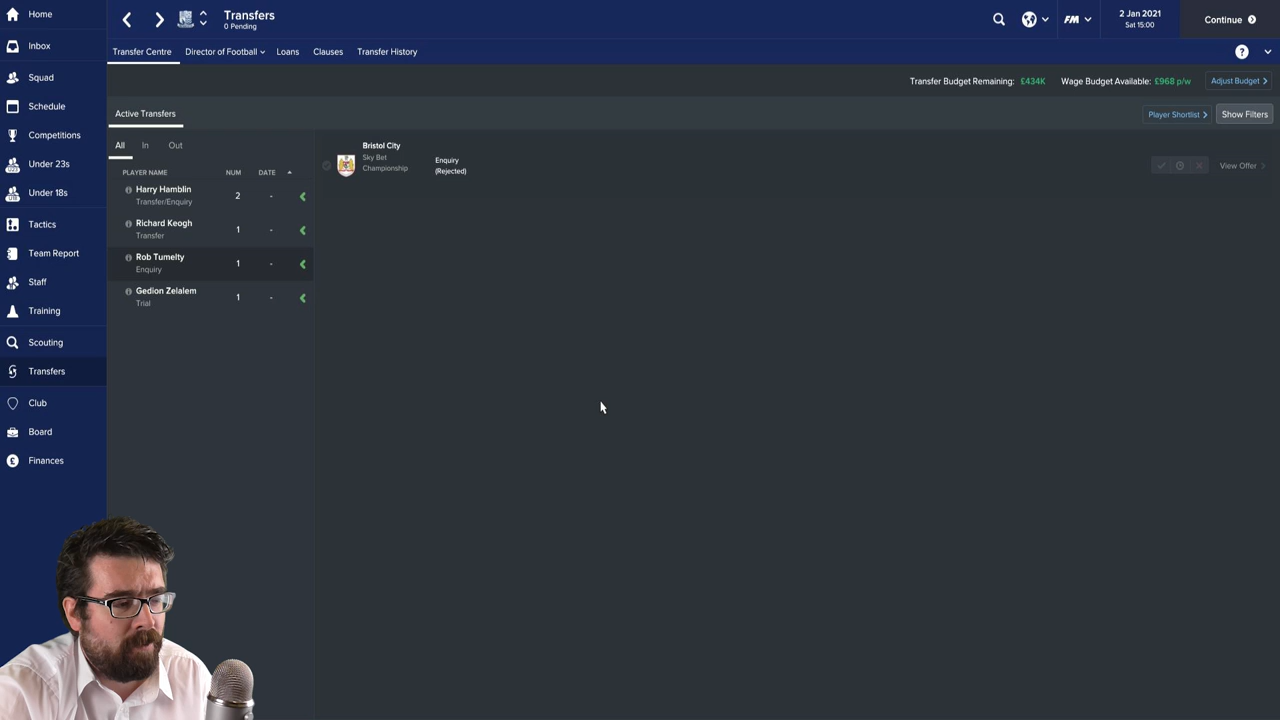 Home
Inbox
Squad
Schedule
Competitions
Under 23s
Under 18s
Tactics
Team Report
Staff
Training
Scouting
Transfers
Club
Board
Finances
Transfers
0 Pending
FM
2 Jan 2021
Sat 15:00
Continue
Transfer Centre
Director of Football
Loans
Clauses
Transfer History
?
Transfer Budget Remaining: £434K
Wage Budget Available: £968 p/w
Adjust Budget
Active Transfers
Player Shortlist
Show Filters
All
In
Out
PLAYER NAME
NUM
DATE
Harry Hamblin
Transfer/Enquiry
2
-
Richard Keogh
Transfer
1
-
Rob Tumelty
Enquiry
1
-
Gedion Zelalem
Trial
1
-
Bristol City
Sky Bet
Championship
Enquiry
(Rejected)
View Offer